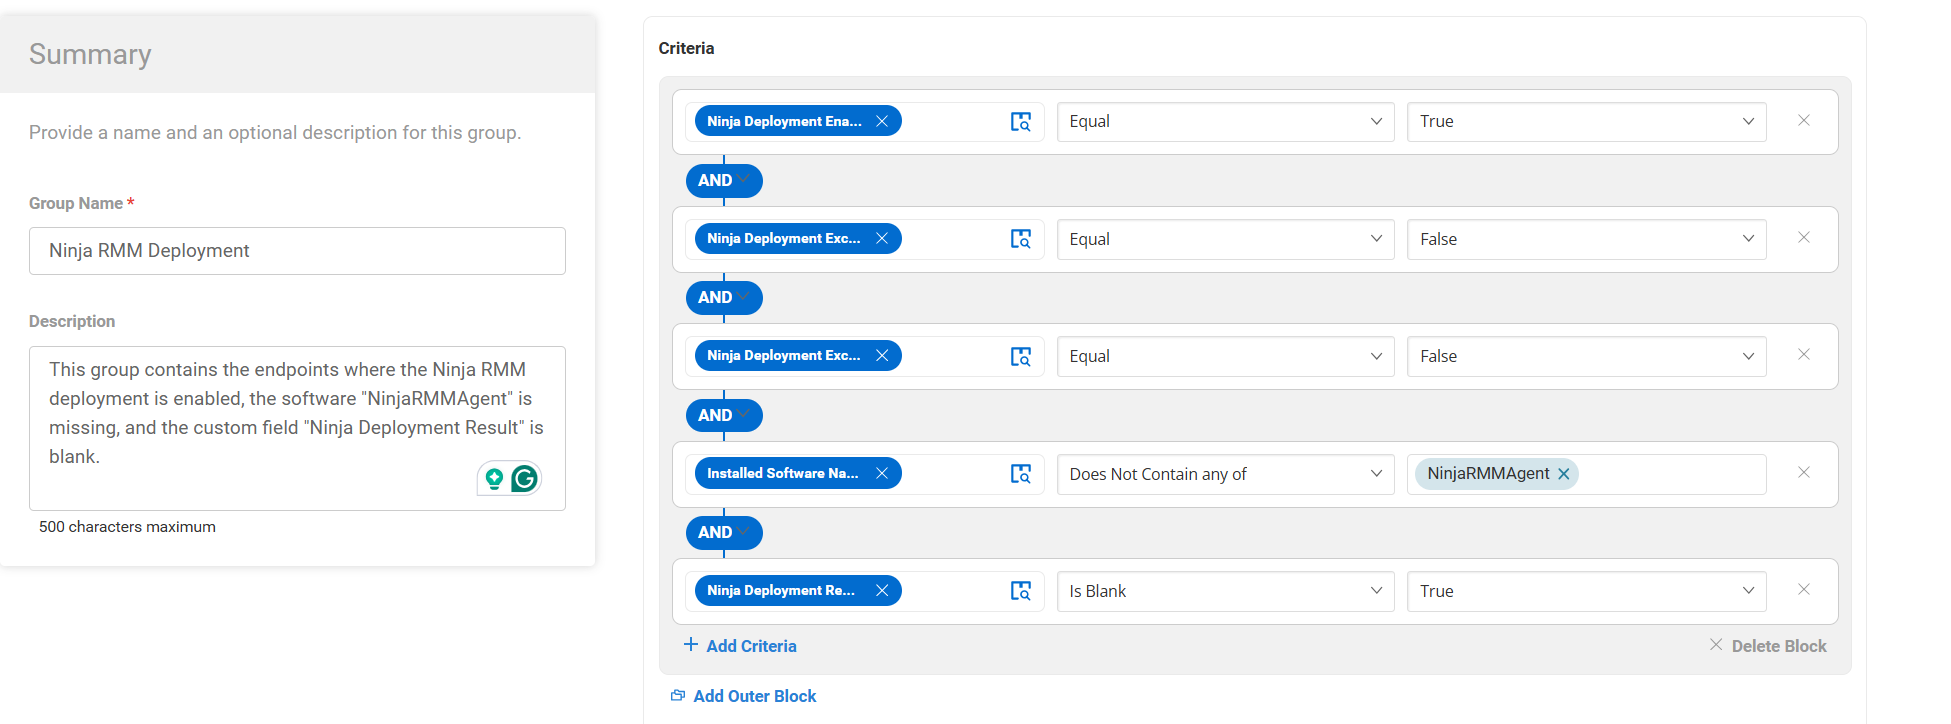 Summary
Provide a name and an optional description for this group.
Group Name *
Ninja RMM Deployment
Description
This group contains the endpoints where the Ninja RMM
deployment is enabled, the software "NinjaRMMAgent" is
missing, and the custom field "Ninja Deployment Result" is
blank.
500 characters maximum
Criteria
Ninja Deployment Ena... Equal True
AND
Ninja Deployment Exc... Equal False
AND
Ninja Deployment Exc... Equal False
AND
Installed Software Na... Does Not Contain any of NinjaRMMAgent
AND
Ninja Deployment Re... Is Blank True
Add Criteria Delete Block
Add Outer Block